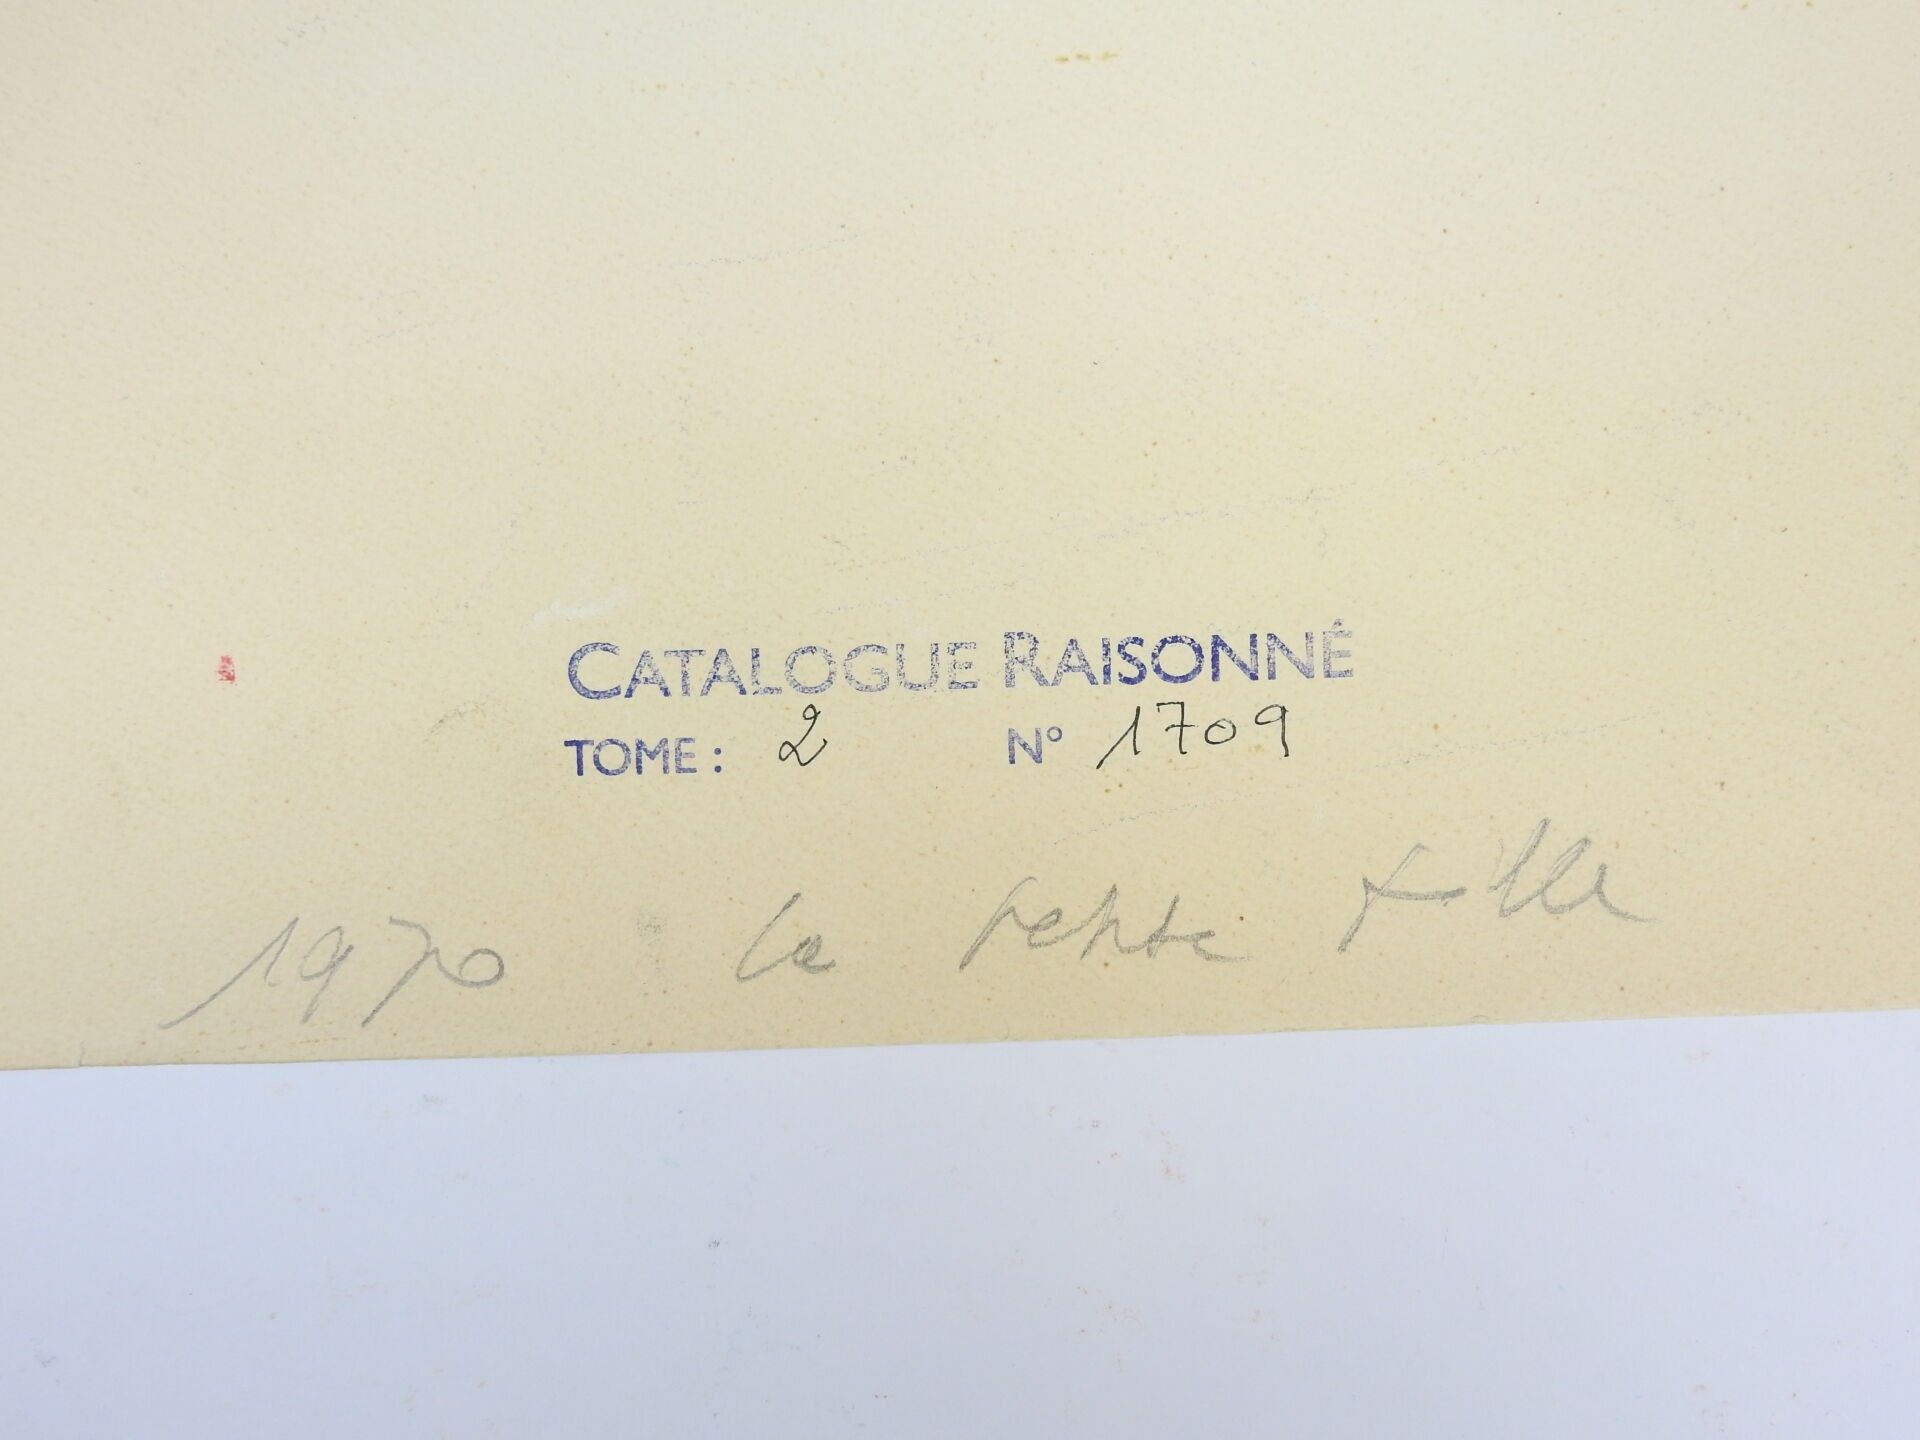 CATALOGUE RAISONNÉ
TOME : 2 N° 1709
1970 la petite fille